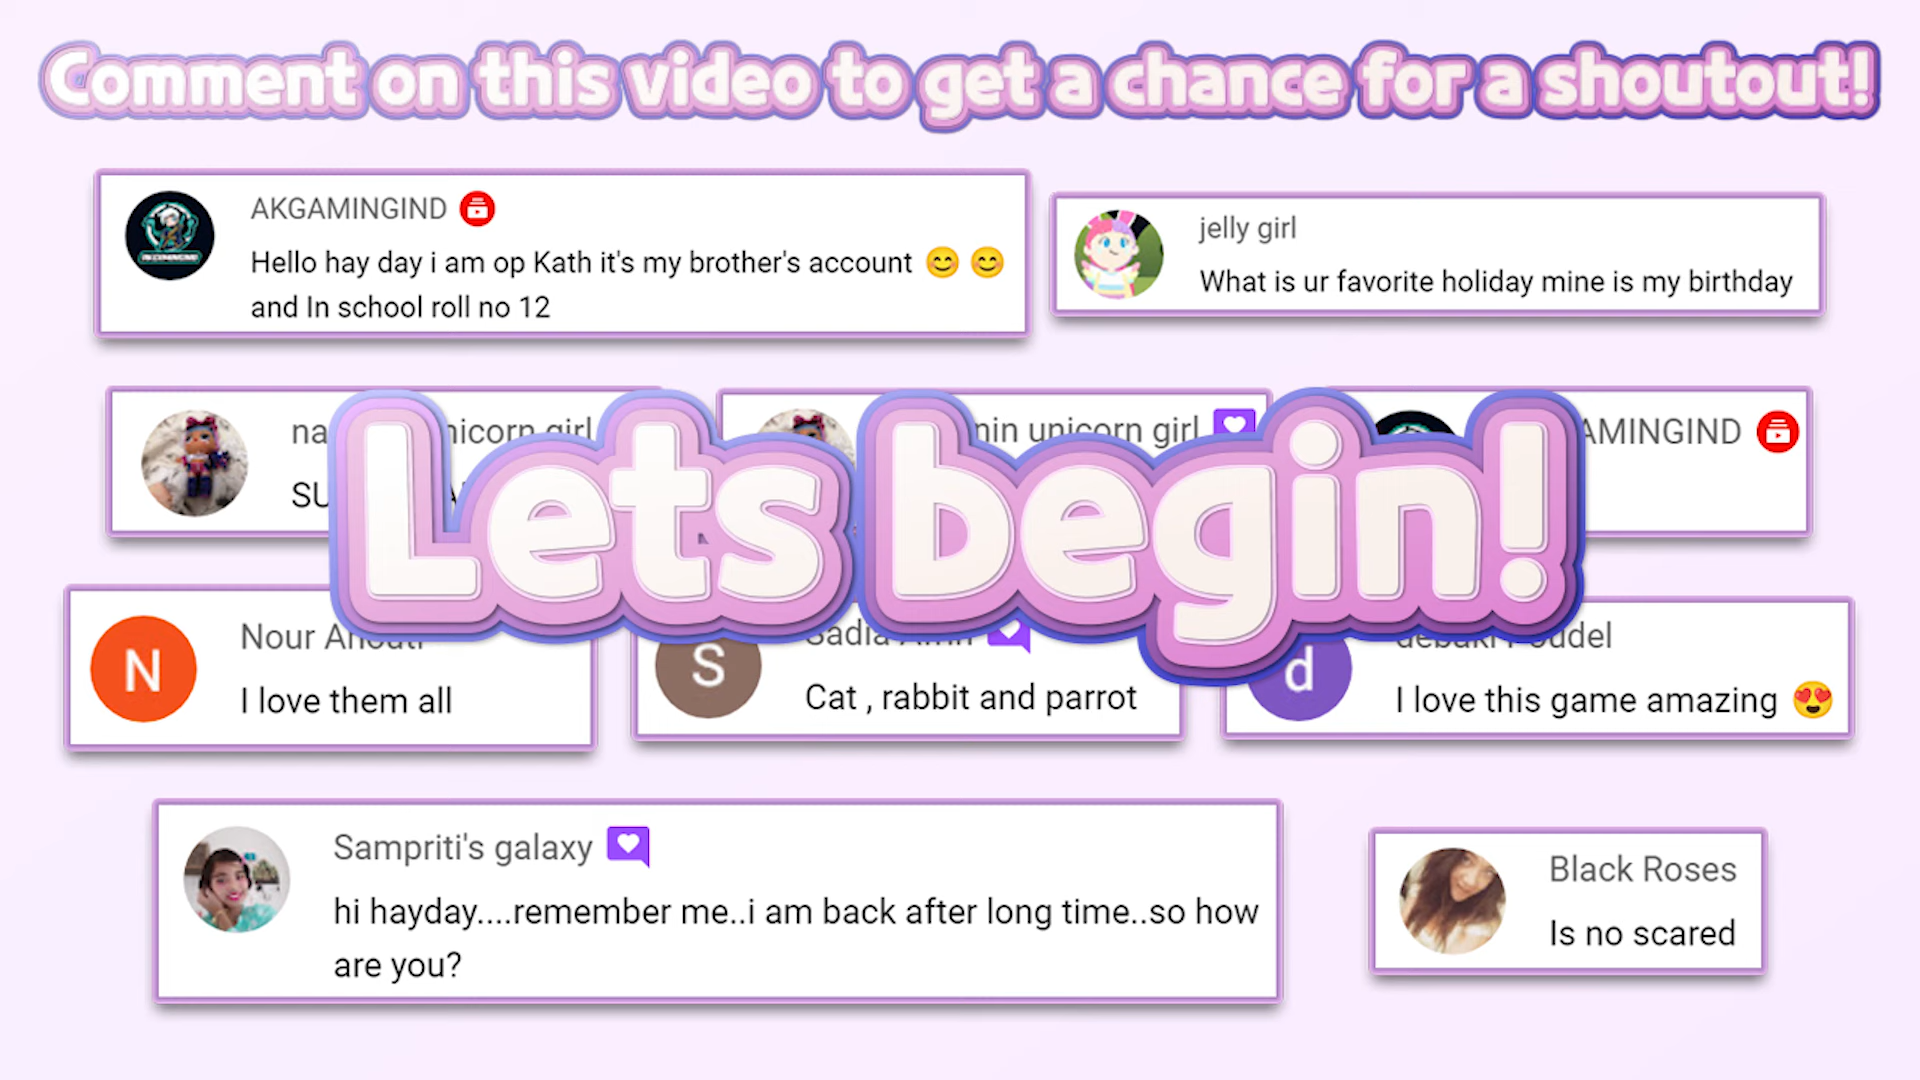 Comment on this video to get a chance for a shoutout!
AKGAMINGIND
Hello hay day i am op Kath it's my brother's account 😊 😊
and In school roll no 12
jelly girl
What is ur favorite holiday mine is my birthday
unicorn girl
unicorn girl
Lets begin!
Nour
I love them all
S
Cat , rabbit and parrot
d
I love this game amazing 😍
N
Sampriti's galaxy
hi hayday....remember me..i am back after long time..so how
are you?
Black Roses
Is no scared